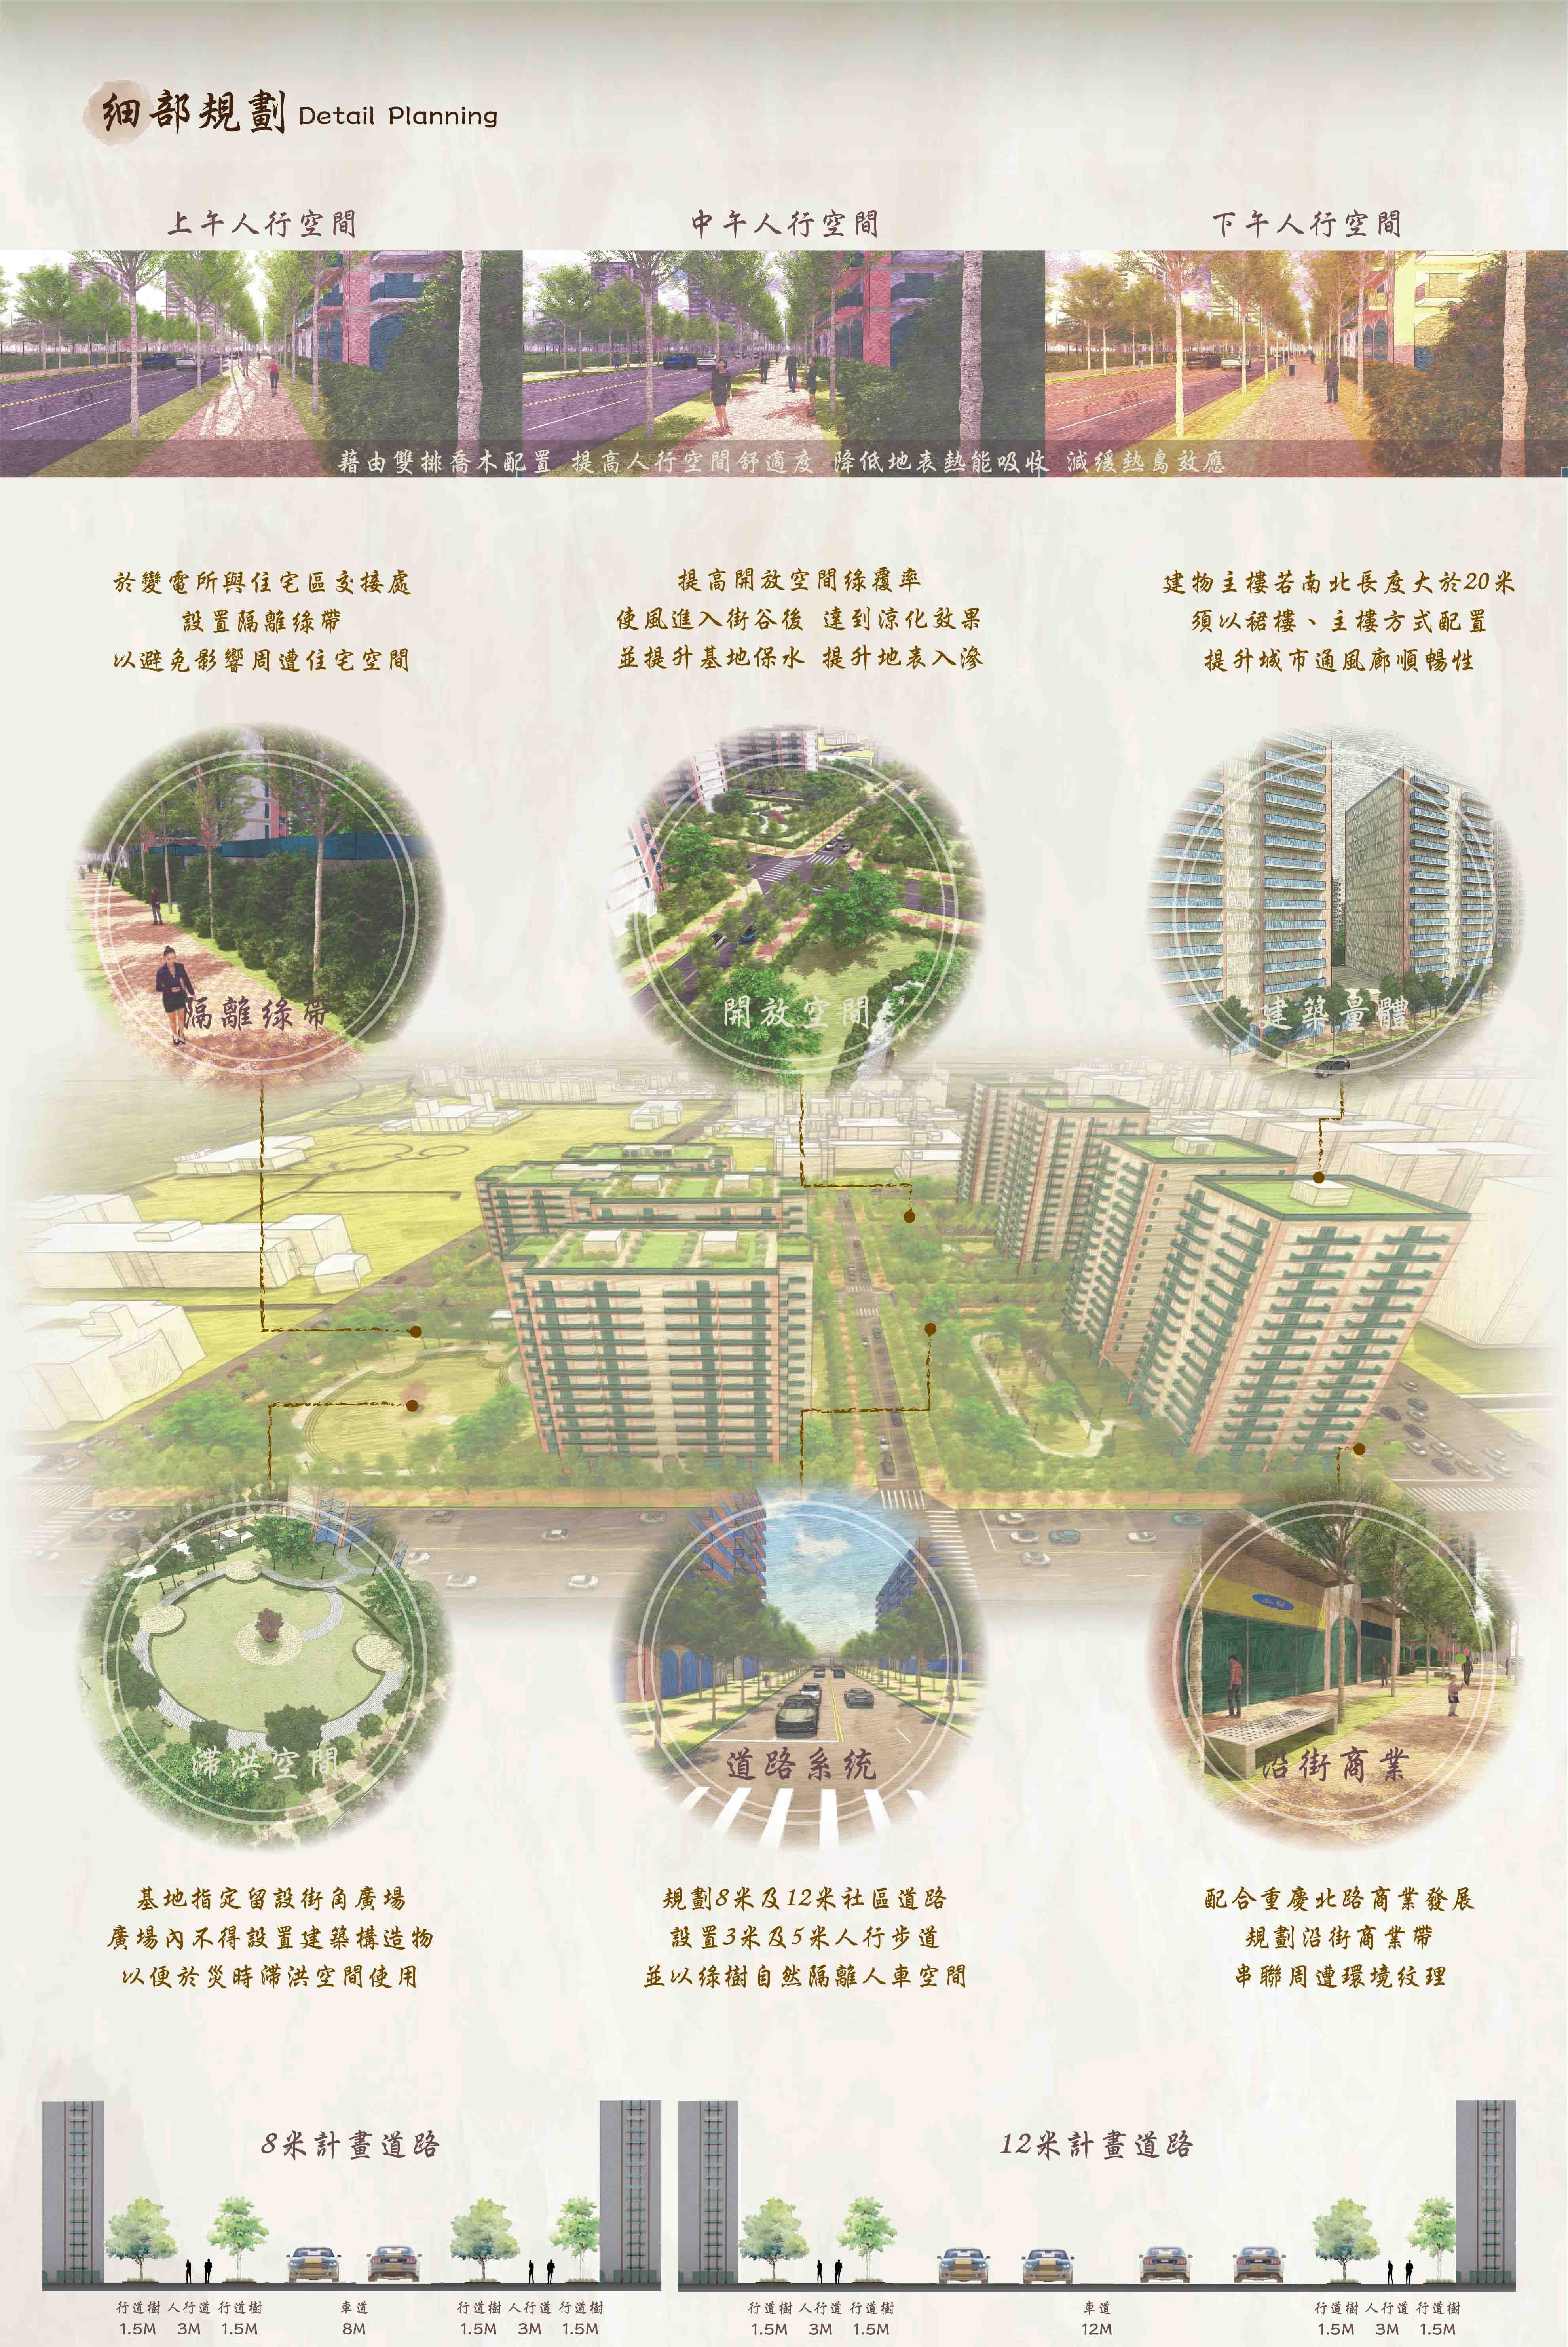 細部規劃 Detail Planning
上午人行空間
中午人行空間
下午人行空間
藉由雙排喬木配置 提高人行空間舒適度 降低地表熱能吸收 減緩熱島效應
於變電所與住宅區交接處
設置隔離綠帶
以避免影響周遭住宅空間
提高開放空間綠覆率
使風進入街谷後 達到涼化效果
並提升基地保水 提升地表入滲
建物主樓若南北長度大於20米
須以裙樓、主樓方式配置
提升城市通風廊順暢性
隔離綠帶
開放空間
建築量體
滯洪空間
道路系統
沿街商業
基地指定留設街角廣場
廣場內不得設置建築構造物
以便於災時滯洪空間使用
規劃8米及12米社區道路
設置3米及5米人行步道
並以綠樹自然隔離人車空間
配合重慶北路商業發展
規劃沿街商業帶
串聯周遭環境紋理
8米計畫道路
行道樹 人行道 行道樹 車道 行道樹 人行道 行道樹
1.5M 3M 1.5M 8M 1.5M 3M 1.5M
12米計畫道路
行道樹 人行道 行道樹 車道 行道樹 人行道 行道樹
1.5M 3M 1.5M 12M 1.5M 3M 1.5M